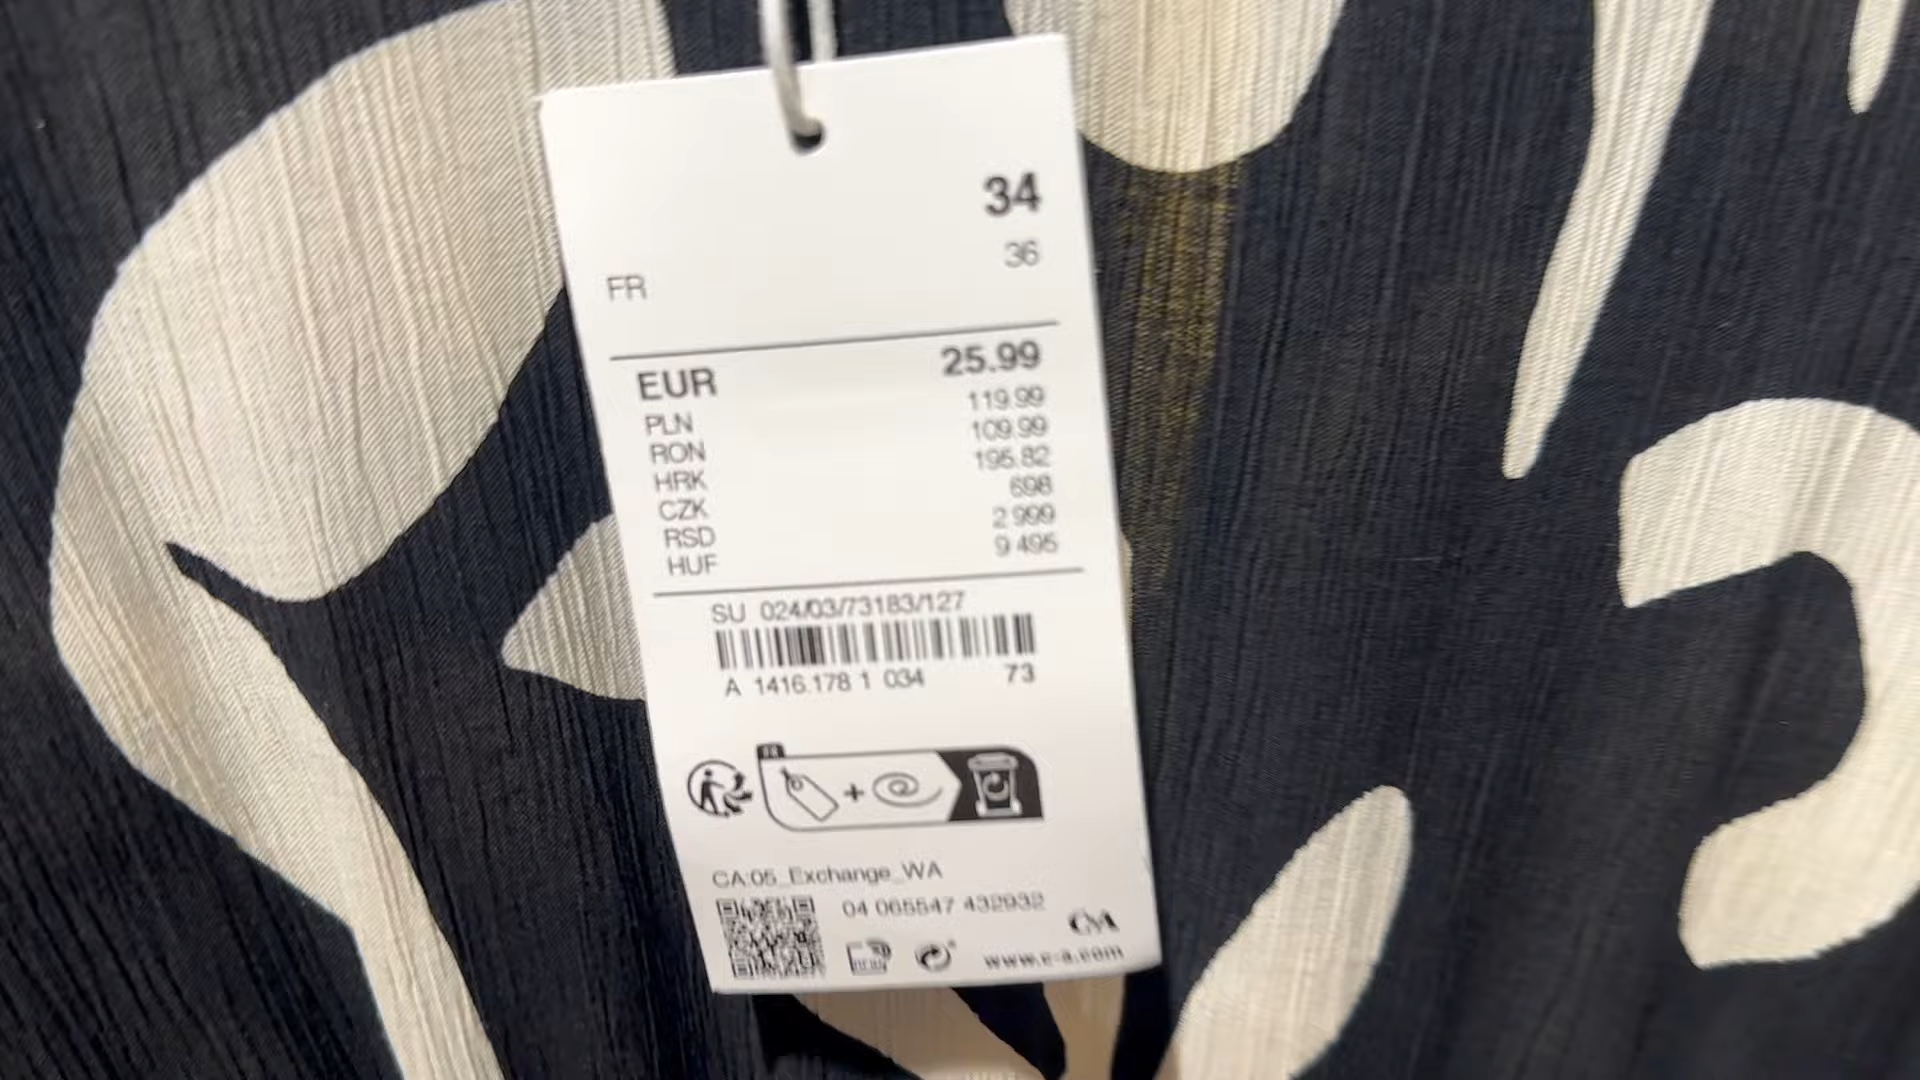 34
36
FR
EUR 25.99
PLN 119.99
RON 109.99
HRK 195.82
CZK 698
RSD 2 999
HUF 9 495
SU 024/03/73183/127
A 1416.178 1 034 73
FR
+
CA:05_Exchange_WA
04 065547 432932
C&A
www.c-a.com